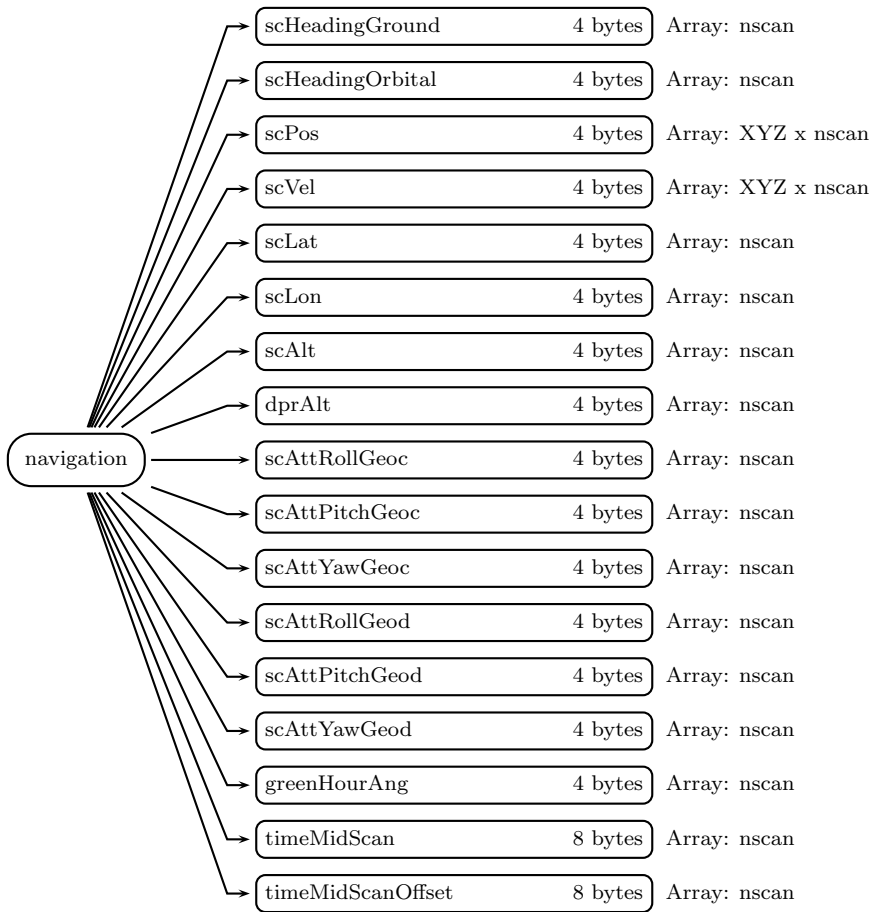 scHeadingGround 4 bytes Array: nscan
scHeadingOrbital 4 bytes Array: nscan
scPos 4 bytes Array: XYZ x nscan
scVel 4 bytes Array: XYZ x nscan
scLat 4 bytes Array: nscan
scLon 4 bytes Array: nscan
scAlt 4 bytes Array: nscan
dprAlt 4 bytes Array: nscan
navigation scAttRollGeoc 4 bytes Array: nscan
scAttPitchGeoc 4 bytes Array: nscan
scAttYawGeoc 4 bytes Array: nscan
scAttRollGeod 4 bytes Array: nscan
scAttPitchGeod 4 bytes Array: nscan
scAttYawGeod 4 bytes Array: nscan
greenHourAng 4 bytes Array: nscan
timeMidScan 8 bytes Array: nscan
timeMidScanOffset 8 bytes Array: nscan